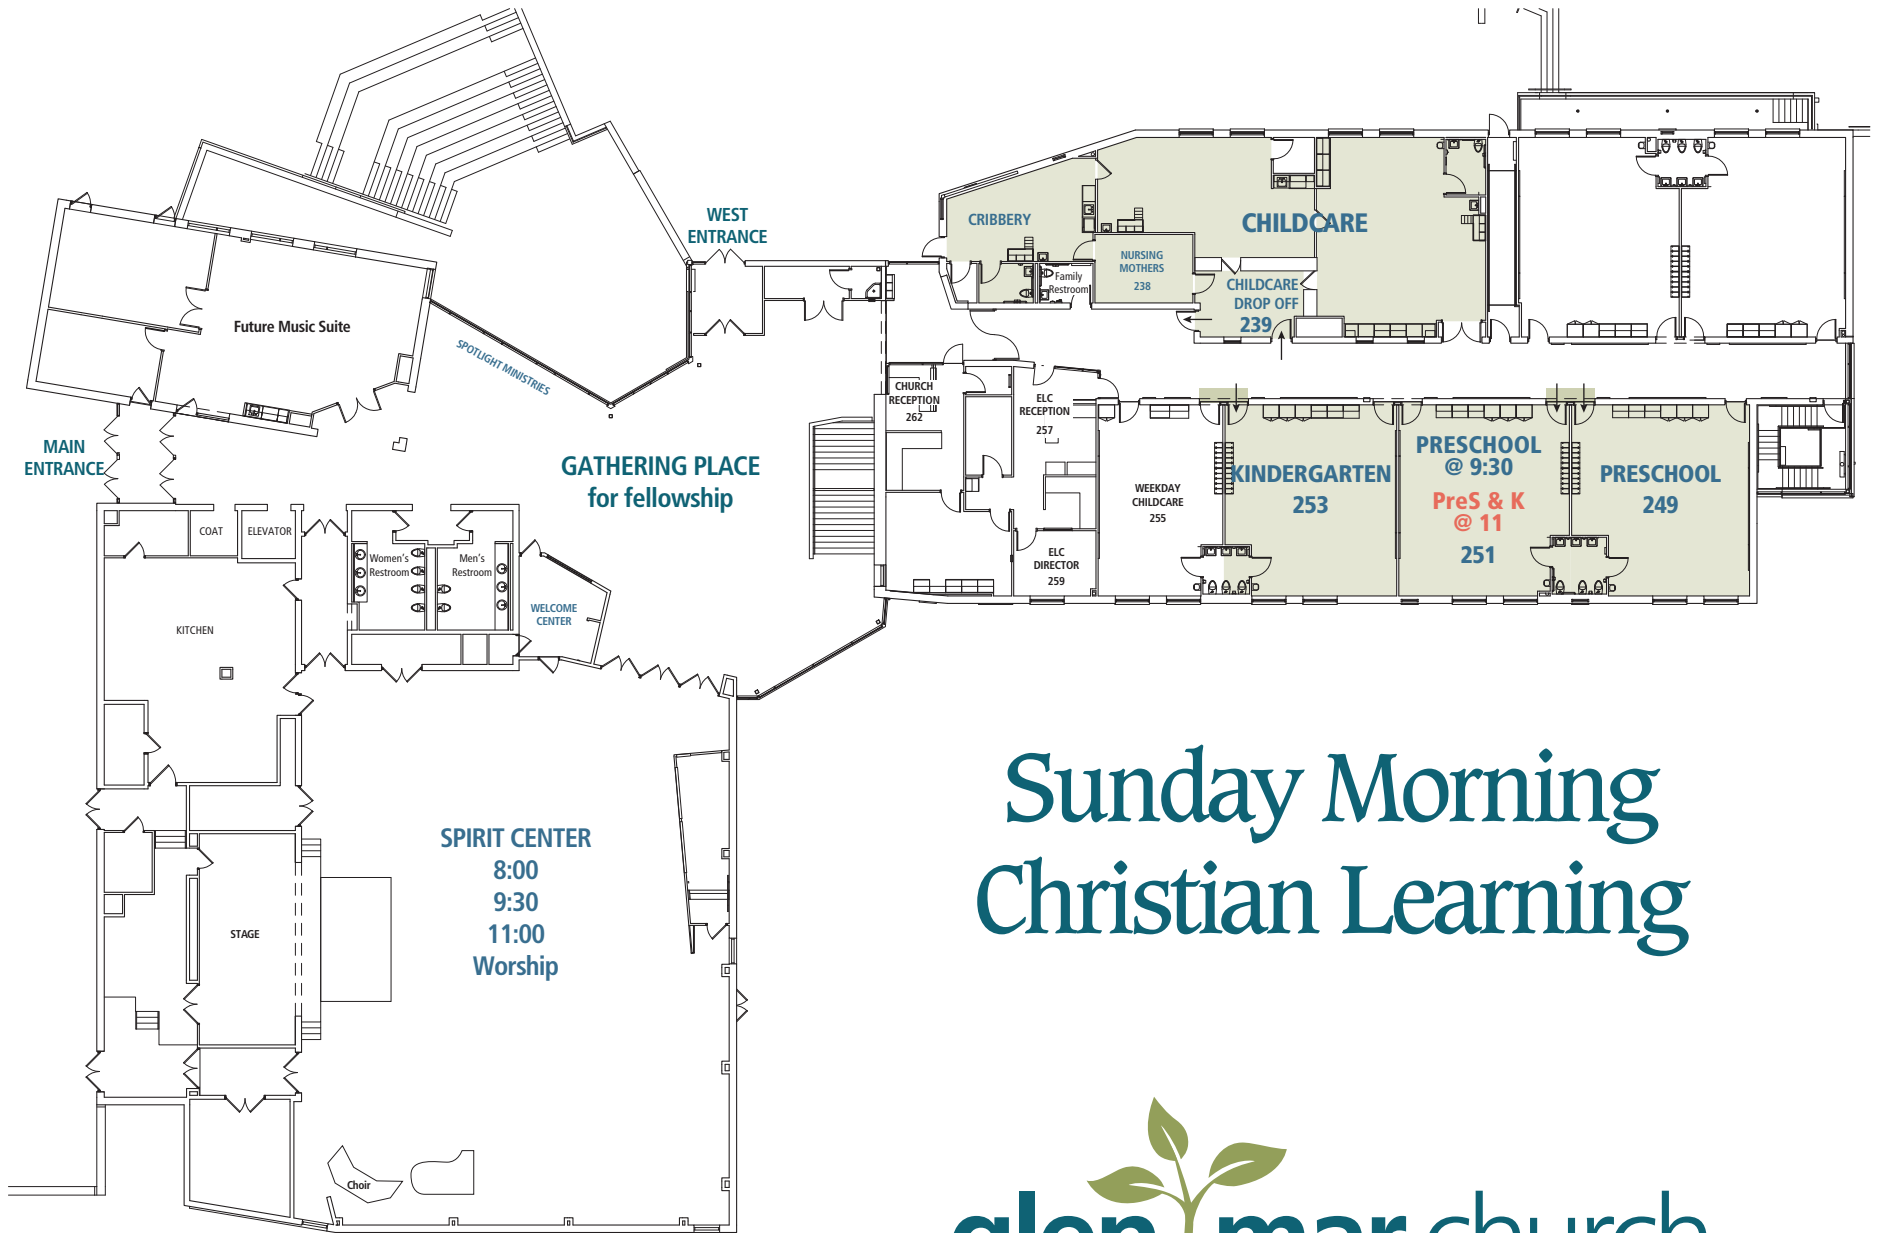 WEST
ENTRANCE
CRIBBERY
CHILDCARE
NURSING
MOTHERS
238
Family
Restroom
CHILDCARE
DROP OFF
239
Future Music Suite
SPOTLIGHT MINISTRIES
MAIN
ENTRANCE
GATHERING PLACE
for fellowship
CHURCH
RECEPTION
262
ELC
RECEPTION
257
WEEKDAY
CHILDCARE
255
KINDERGARTEN
253
PRESCHOOL
@ 9:30
PreS & K
@ 11
251
PRESCHOOL
249
ELC
DIRECTOR
259
COAT
ELEVATOR
Women's
Restroom
Men's
Restroom
WELCOME
CENTER
KITCHEN
SPIRIT CENTER
8:00
9:30
11:00
Worship
STAGE
Choir
Sunday Morning
Christian Learning
glen mar church